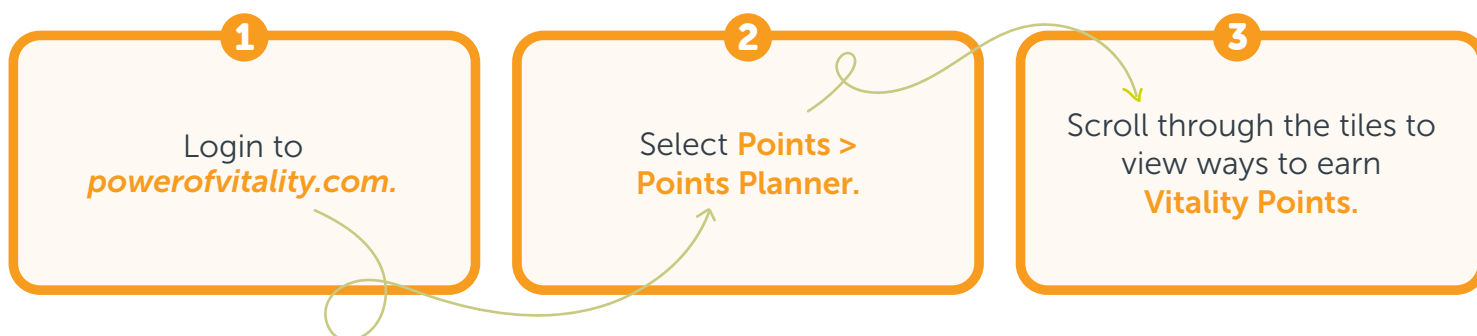 1
Login to
powerofvitality.com.
2
Select Points >
Points Planner.
3
Scroll through the tiles to
view ways to earn
Vitality Points.